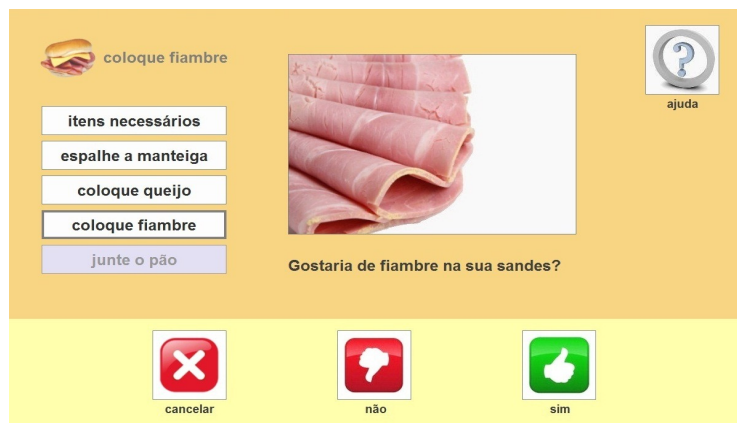 coloque fiambre
ajuda
itens necessários
espalhe a manteiga
coloque queijo
coloque fiambre
junte o pão
Gostaria de fiambre na sua sandes?
cancelar
não
sim